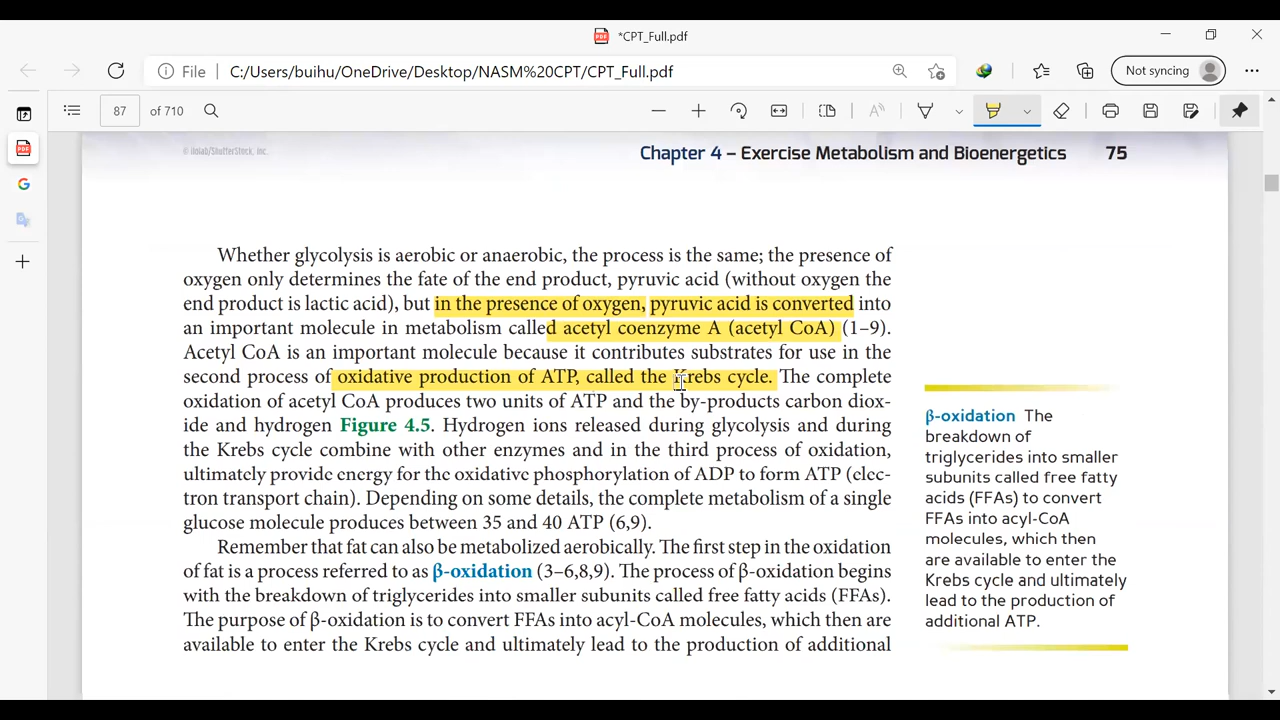 *CPT_Full.pdf
File C:/Users/buihu/OneDrive/Desktop/NASM%20CPT/CPT_Full.pdf Not syncing
87 of 710
© ilolab/ShutterStock, Inc.
Chapter 4 – Exercise Metabolism and Bioenergetics 75
Whether glycolysis is aerobic or anaerobic, the process is the same; the presence of
oxygen only determines the fate of the end product, pyruvic acid (without oxygen the
end product is lactic acid), but in the presence of oxygen, pyruvic acid is converted into
an important molecule in metabolism called acetyl coenzyme A (acetyl CoA) (1–9).
Acetyl CoA is an important molecule because it contributes substrates for use in the
second process of oxidative production of ATP, called the Krebs cycle. The complete
oxidation of acetyl CoA produces two units of ATP and the by-products carbon diox-
ide and hydrogen Figure 4.5. Hydrogen ions released during glycolysis and during
the Krebs cycle combine with other enzymes and in the third process of oxidation,
ultimately provide energy for the oxidative phosphorylation of ADP to form ATP (elec-
tron transport chain). Depending on some details, the complete metabolism of a single
glucose molecule produces between 35 and 40 ATP (6,9).
Remember that fat can also be metabolized aerobically. The first step in the oxidation
of fat is a process referred to as β-oxidation (3–6,8,9). The process of β-oxidation begins
with the breakdown of triglycerides into smaller subunits called free fatty acids (FFAs).
The purpose of β-oxidation is to convert FFAs into acyl-CoA molecules, which then are
available to enter the Krebs cycle and ultimately lead to the production of additional
β-oxidation The
breakdown of
triglycerides into smaller
subunits called free fatty
acids (FFAs) to convert
FFAs into acyl-CoA
molecules, which then
are available to enter the
Krebs cycle and ultimately
lead to the production of
additional ATP.